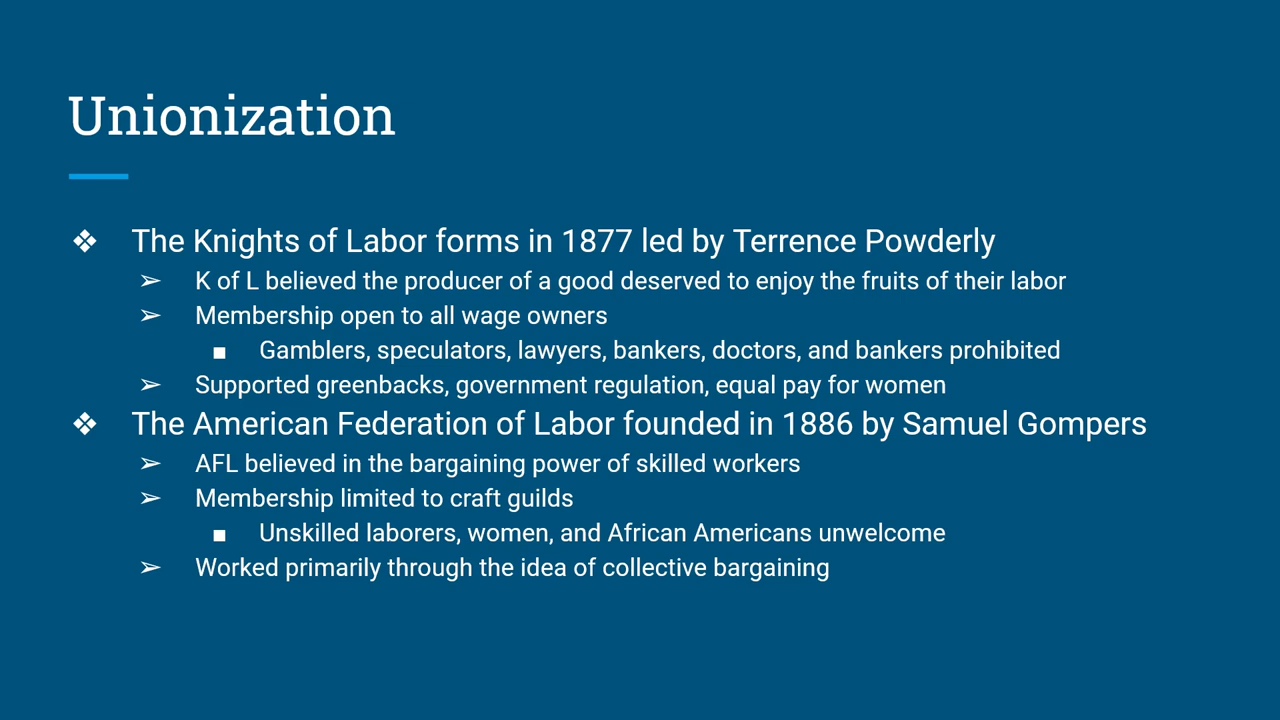 Unionization
❖ The Knights of Labor forms in 1877 led by Terrence Powderly
➢ K of L believed the producer of a good deserved to enjoy the fruits of their labor
➢ Membership open to all wage owners
■ Gamblers, speculators, lawyers, bankers, doctors, and bankers prohibited
➢ Supported greenbacks, government regulation, equal pay for women
❖ The American Federation of Labor founded in 1886 by Samuel Gompers
➢ AFL believed in the bargaining power of skilled workers
➢ Membership limited to craft guilds
■ Unskilled laborers, women, and African Americans unwelcome
➢ Worked primarily through the idea of collective bargaining